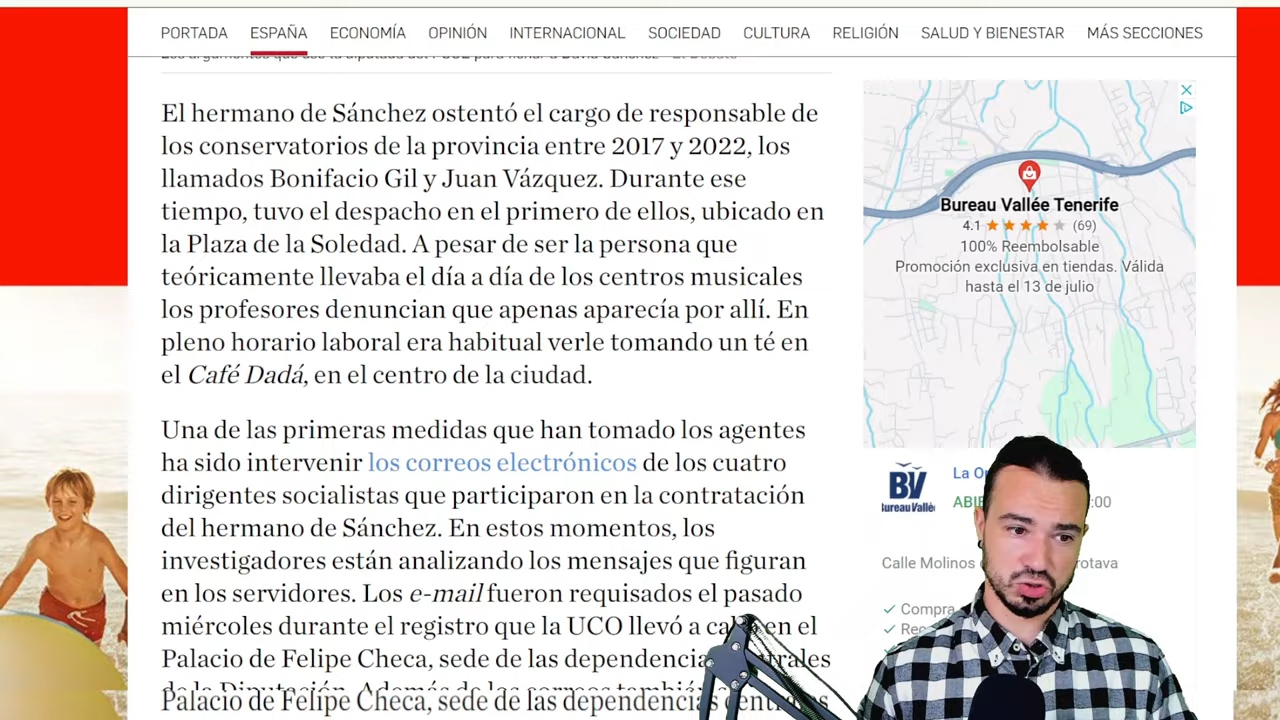 PORTADA ESPAÑA ECONOMÍA OPINIÓN INTERNACIONAL SOCIEDAD CULTURA RELIGIÓN SALUD Y BIENESTAR MÁS SECCIONES
El hermano de Sánchez ostentó el cargo de responsable de
los conservatorios de la provincia entre 2017 y 2022, los
llamados Bonifacio Gil y Juan Vázquez. Durante ese
tiempo, tuvo el despacho en el primero de ellos, ubicado en
la Plaza de la Soledad. A pesar de ser la persona que
teóricamente llevaba el día a día de los centros musicales
los profesores denuncian que apenas aparecía por allí. En
pleno horario laboral era habitual verle tomando un té en
el Café Dadá, en el centro de la ciudad.
Una de las primeras medidas que han tomado los agentes
ha sido intervenir los correos electrónicos de los cuatro
dirigentes socialistas que participaron en la contratación
del hermano de Sánchez. En estos momentos, los
investigadores están analizando los mensajes que figuran
en los servidores. Los e-mail fueron requisados el pasado
miércoles durante el registro que la UCO llevó a en el
Palacio de Felipe Checa, sede de las
Palacio de Felipe Checa, sede de las
Bureau Vallée Tenerife
4.1 (69)
100% Reembolsable
Promoción exclusiva en tiendas. Válida
hasta el 13 de julio
BV
La
Calle Molinos
Compra